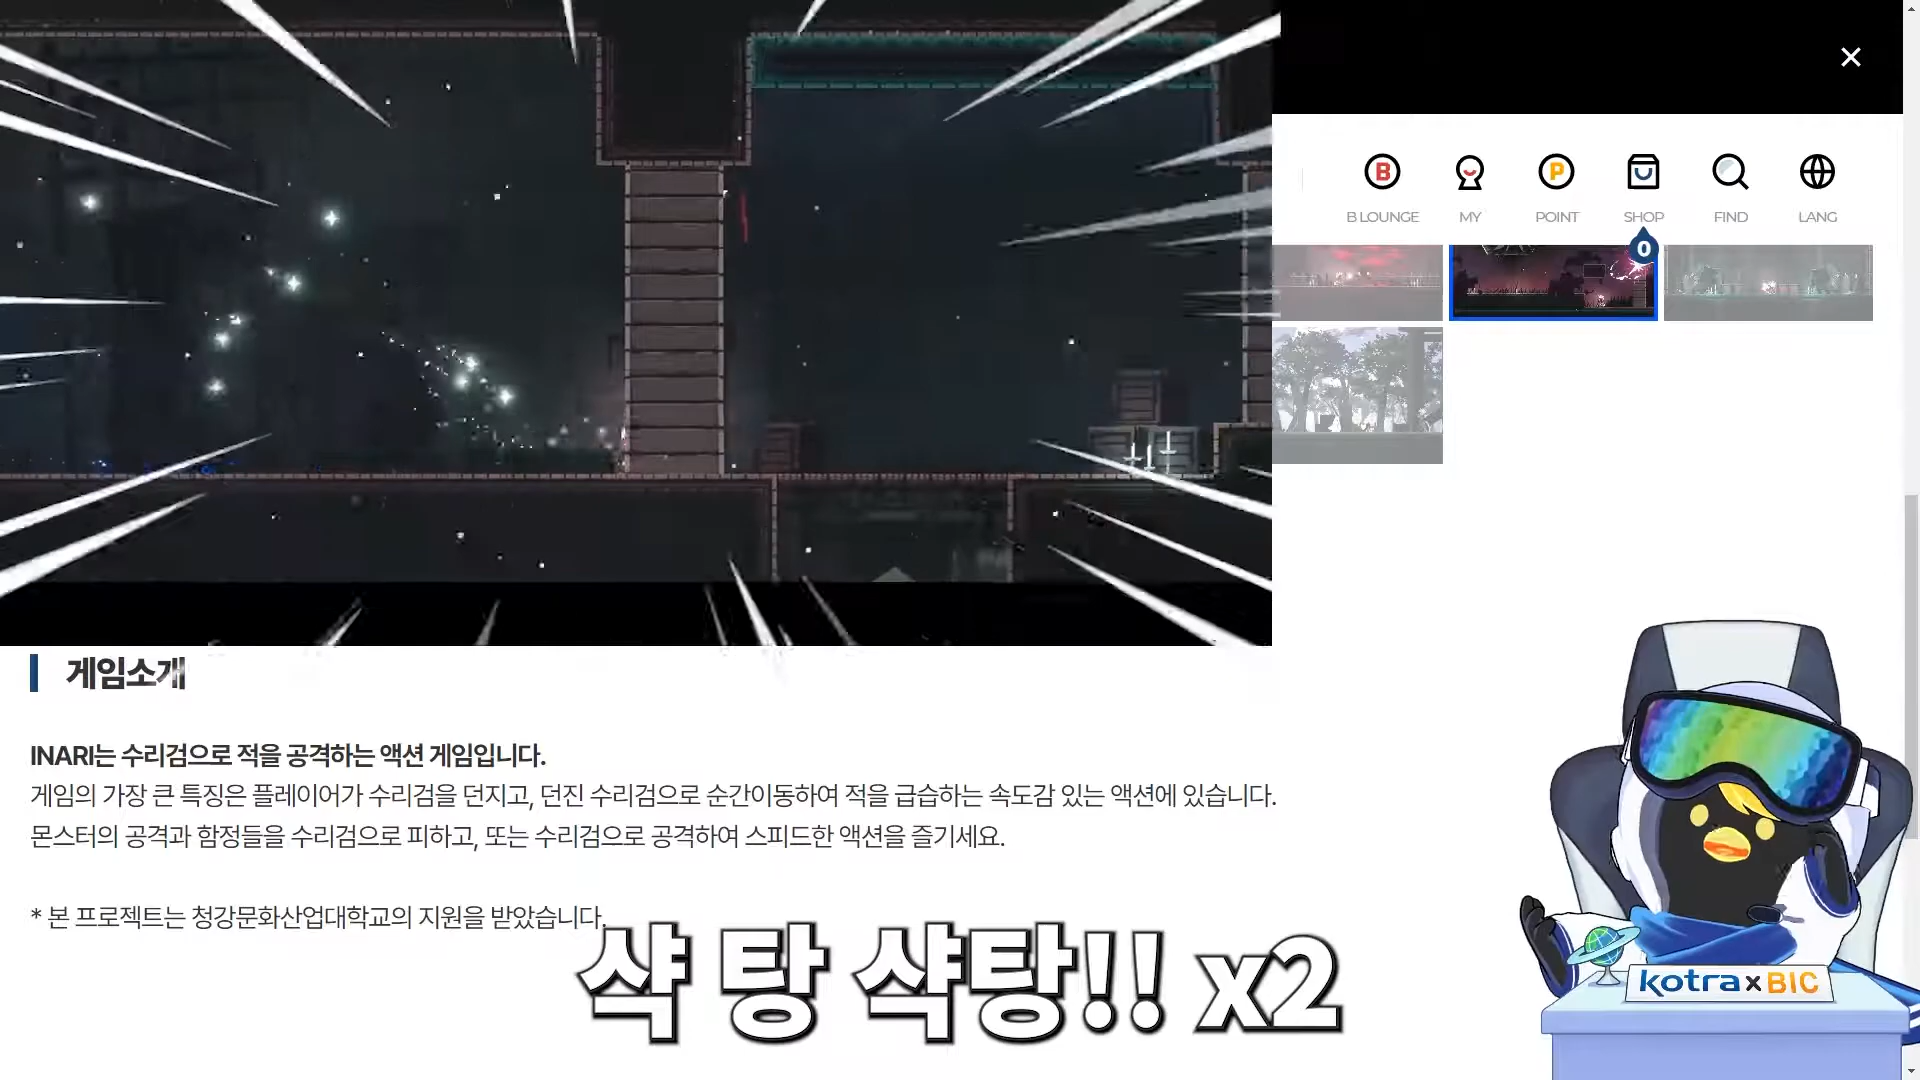 B
P
B LOUNGE
MY
POINT
SHOP
FIND
LANG
0
게임소개
INARI는 수리검으로 적을 공격하는 액션 게임입니다.
게임의 가장 큰 특징은 플레이어가 수리검을 던지고, 던진 수리검으로 순간이동하여 적을 급습하는 속도감 있는 액션에 있습니다.
몬스터의 공격과 함정들을 수리검으로 피하고, 또는 수리검으로 공격하여 스피드한 액션을 즐기세요.
* 본 프로젝트는 청강문화산업대학교의 지원을 받았습니다.
샥 탕 샥탕!! x2
kotra x BIC